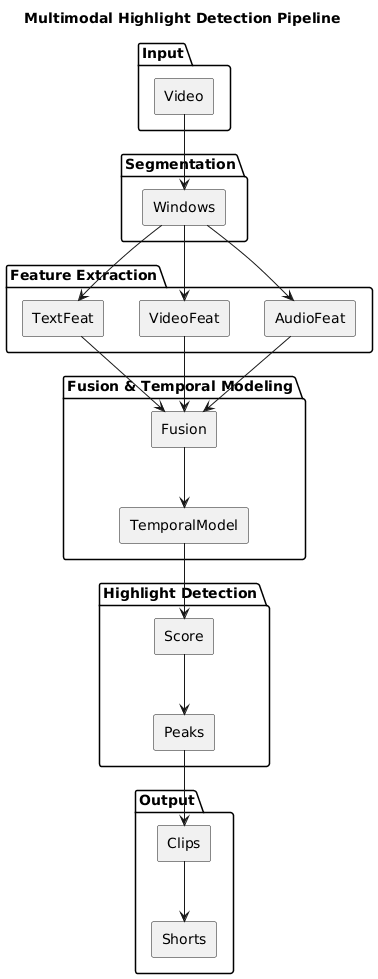 Multimodal Highlight Detection Pipeline
Input
Video
Segmentation
Windows
Feature Extraction
TextFeat
VideoFeat
AudioFeat
Fusion & Temporal Modeling
Fusion
TemporalModel
Highlight Detection
Score
Peaks
Output
Clips
Shorts